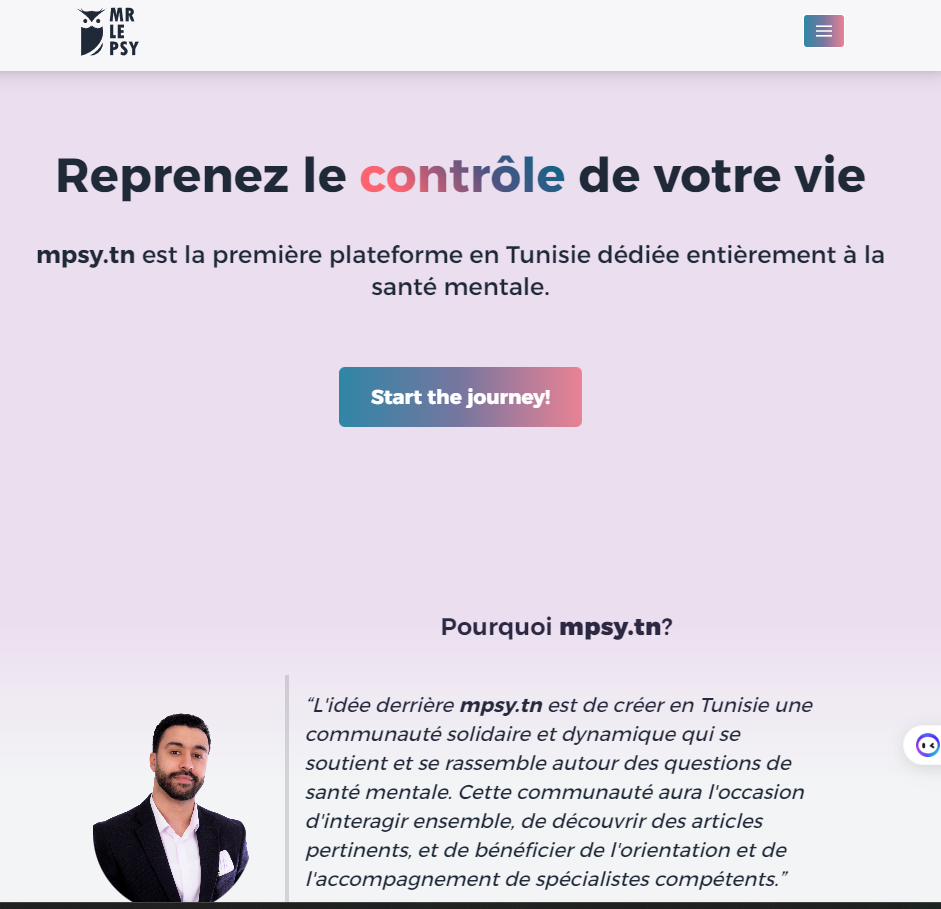 MR
LE
PSY
Reprenez le contrôle de votre vie
mpsy.tn est la première plateforme en Tunisie dédiée entièrement à la
santé mentale.
Start the journey!
Pourquoi mpsy.tn?
“L'idée derrière mpsy.tn est de créer en Tunisie une
communauté solidaire et dynamique qui se
soutient et se rassemble autour des questions de
santé mentale. Cette communauté aura l'occasion
d'interagir ensemble, de découvrir des articles
pertinents, et de bénéficier de l'orientation et de
l'accompagnement de spécialistes compétents.”